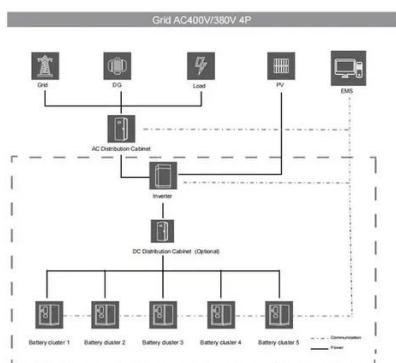 Grid AC400V/380V 4P
Grid
DG
Load
PV
EMS
AC Distribution Cabinet
Inverter
DC Distribution Cabinet (Optional)
Battery cluster 1
Battery cluster 2
Battery cluster 3
Battery cluster 4
Battery cluster 5
Communication
Power